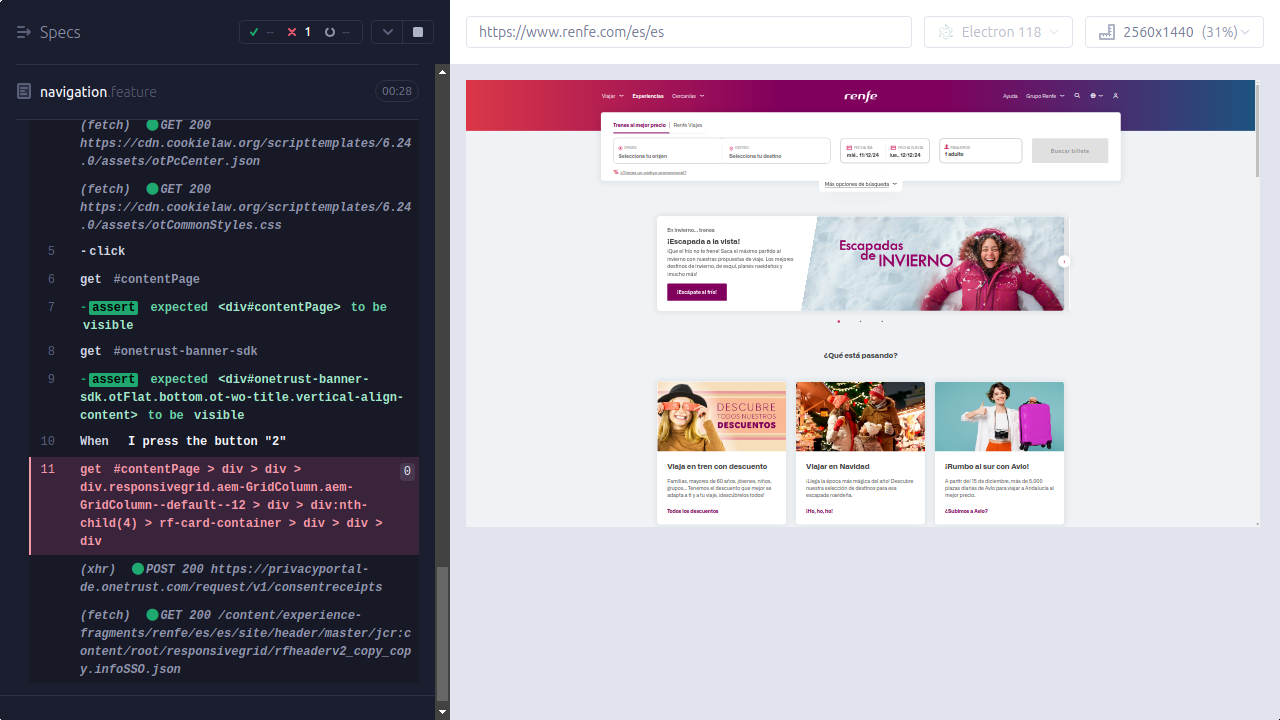 Specs
--
1
--
https://www.renfe.com/es/es
Electron 118
2560x1440 (31%)
navigation.feature
00:28
(fetch) GET 200
https://cdn.cookielaw.org/scripttemplates/6.24
.0/assets/otPcCenter.json
(fetch) GET 200
https://cdn.cookielaw.org/scripttemplates/6.24
.0/assets/otCommonStyles.css
5 -click
6 get #contentPage
7 -assert expected <div#contentPage> to be
visible
8 get #onetrust-banner-sdk
9 -assert expected <div#onetrust-banner-
sdk.otFlat.bottom.ot-wo-title.vertical-align-
content> to be visible
10 When I press the button "2"
11 get #contentPage > div > div > 0
div.responsivegrid.aem-GridColumn.aem-
GridColumn--default--12 > div > div:nth-
child(4) > rf-card-container > div > div >
div
(xhr) POST 200 https://privacyportal-
de.onetrust.com/request/v1/consentreceipts
(fetch) GET 200 /content/experience-
fragments/renfe/es/es/site/header/master/jcr:c
ontent/root/responsivegrid/rfheaderv2_copy_cop
y.infoSSO.json
Viajar Experiencias Cercanías renfe Ayuda Grupo Renfe
Trenes al mejor precio | Renfe Viajes
ORIGEN DESTINO FECHA IDA FECHA VUELTA PASAJEROS
Selecciona tu origen Selecciona tu destino mié., 11/12/24 jue., 12/12/24 1 adulto Buscar billete
¿Tienes un código promocional?
Más opciones de búsqueda
En invierno... trenes
¡Escapada a la vista!
¡Que el frío no te frene! Saca el máximo partido al
invierno con nuestras propuestas de viaje. Los mejores
destinos de invierno, de esquí, planes navideños y
¡mucho más!
¡Escápate al frío!
Escapadas
de INVIERNO
¿Qué está pasando?
DESCUBRE
TODOS NUESTROS
DESCUENTOS
Viaja en tren con descuento
Familias, mayores de 60 años, jóvenes, niños,
grupos... Tenemos el descuento que mejor se
adapta a ti y a tu viaje, ¡descúbrelos todos!
Todos los descuentos
Viajar en Navidad
¡Llega la época más mágica del año! Descubre
nuestra selección de destinos para esa
escapada navideña.
¡Ho, ho, ho!
¡Rumbo al sur con Avlo!
A partir del 15 de diciembre, más de 5.000
plazas diarias de Avlo para viajar a Andalucía al
mejor precio.
¿Subimos a Avlo?